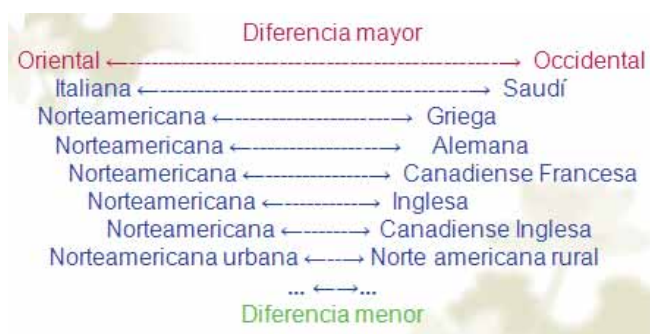 Diferencia mayor
Oriental ←---→ Occidental
Italiana ←---→ Saudí
Norteamericana ←---→ Griega
Norteamericana ←---→ Alemana
Norteamericana ←---→ Canadiense Francesa
Norteamericana ←---→ Inglesa
Norteamericana ←---→ Canadiense Inglesa
Norteamericana urbana ←---→ Norte americana rural
... ←--→...
Diferencia menor